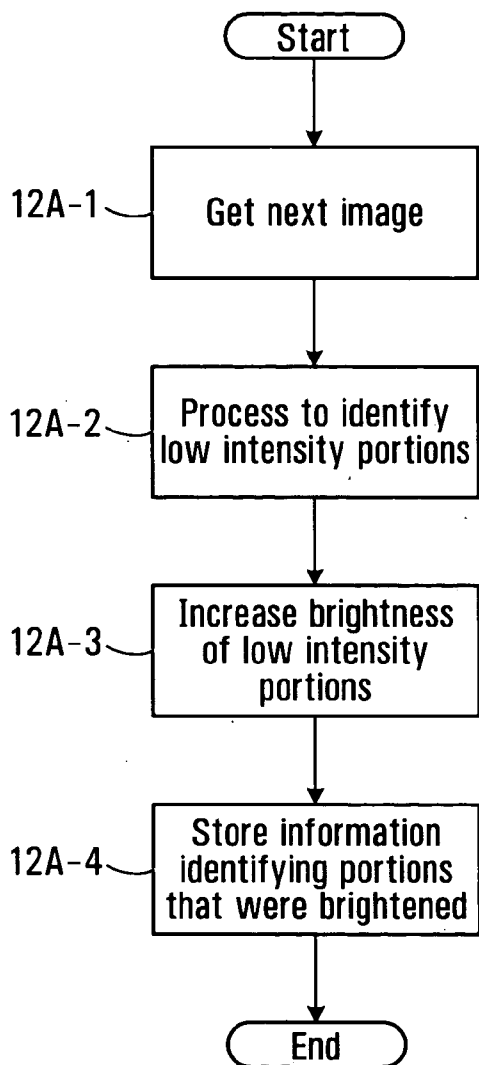 Start
12A-1
Get next image
12A-2
Process to identify
low intensity portions
12A-3
Increase brightness
of low intensity
portions
12A-4
Store information
identifying portions
that were brightened
End